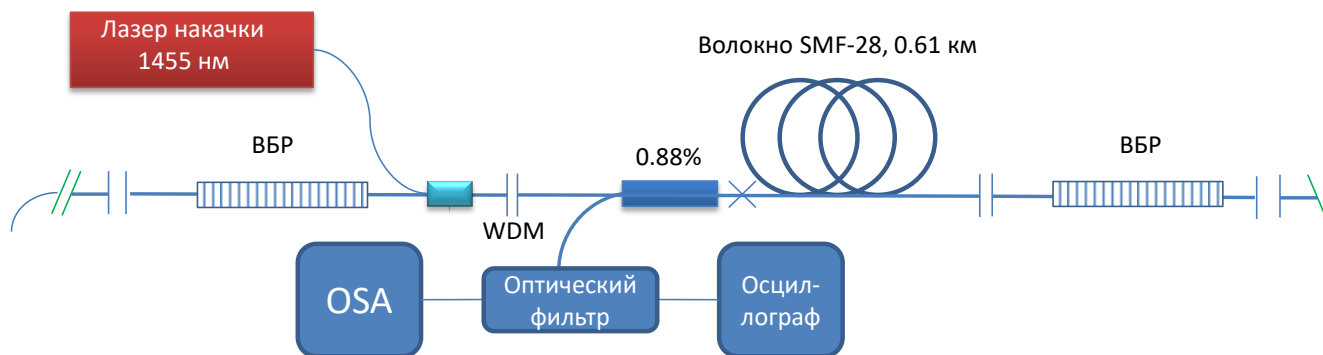 Лазер накачки
1455 нм
Волокно SMF-28, 0.61 км
ВБР
0.88%
ВБР
WDM
OSA
Оптический
фильтр
Осцил-
лограф